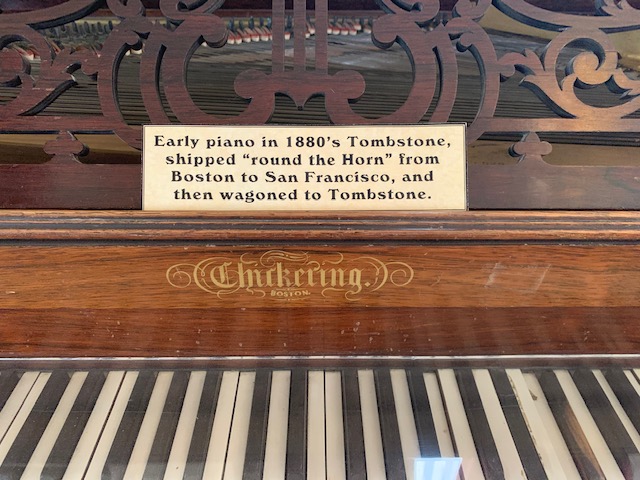 Early piano in 1880's Tombstone,
shipped "round the Horn" from
Boston to San Francisco, and
then wagoned to Tombstone.
Chickering.
BOSTON.